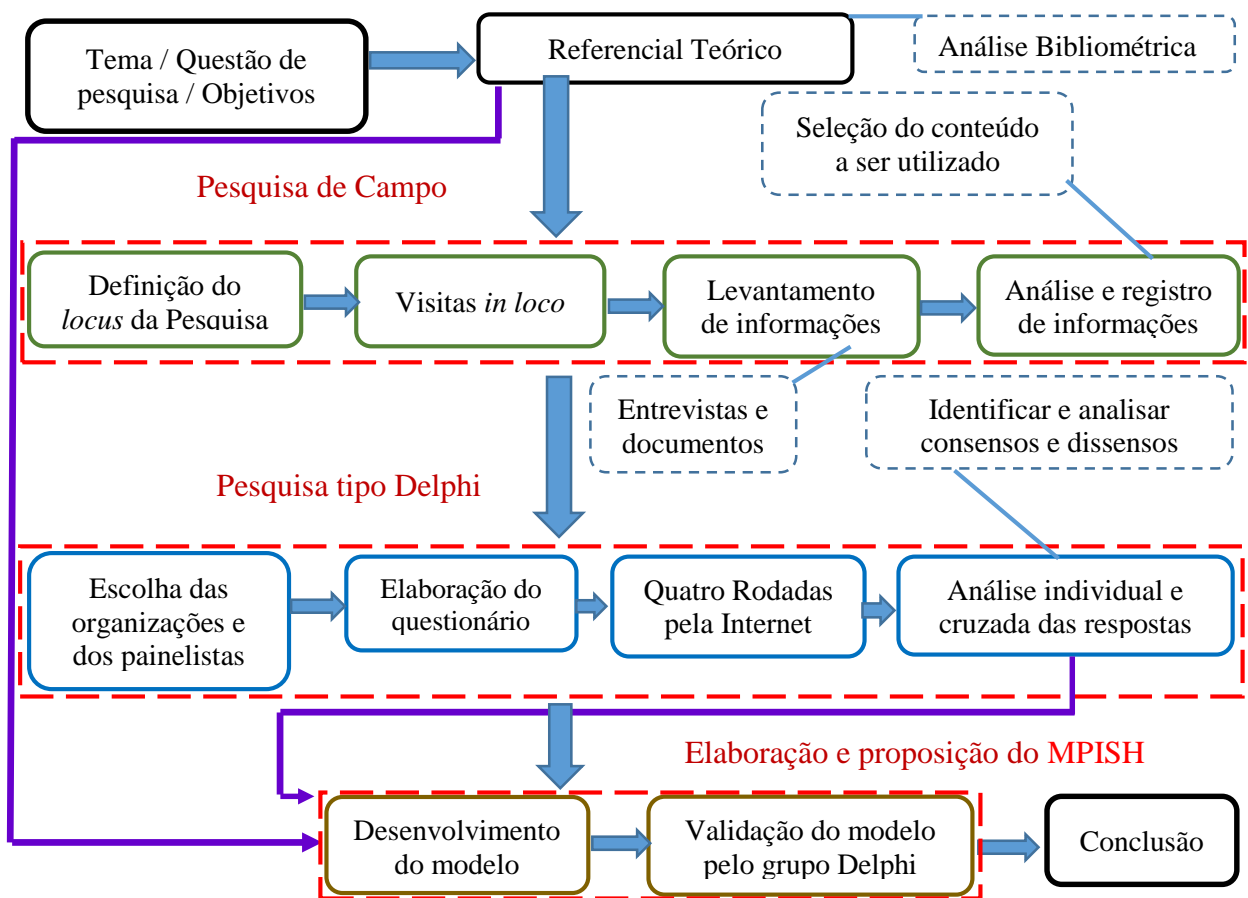 Tema / Questão de
pesquisa / Objetivos
Referencial Teórico
Análise Bibliométrica
Seleção do conteúdo
a ser utilizado
Pesquisa de Campo
Definição do
locus da Pesquisa
Visitas in loco
Levantamento
de informações
Análise e registro
de informações
Entrevistas e
documentos
Identificar e analisar
consensos e dissensos
Pesquisa tipo Delphi
Escolha das
organizações e
dos painelistas
Elaboração do
questionário
Quatro Rodadas
pela Internet
Análise individual e
cruzada das respostas
Elaboração e proposição do MPISH
Desenvolvimento
do modelo
Validação do modelo
pelo grupo Delphi
Conclusão